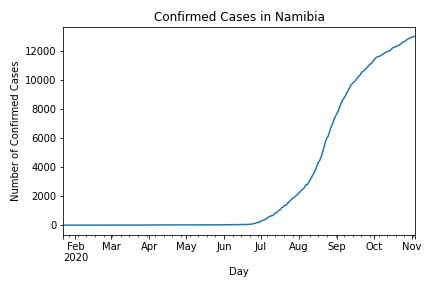 Confirmed Cases in Namibia
Number of Confirmed Cases
12000
10000
8000
6000
4000
2000
0
Feb Mar Apr May Jun Jul Aug Sep Oct Nov
2020
Day